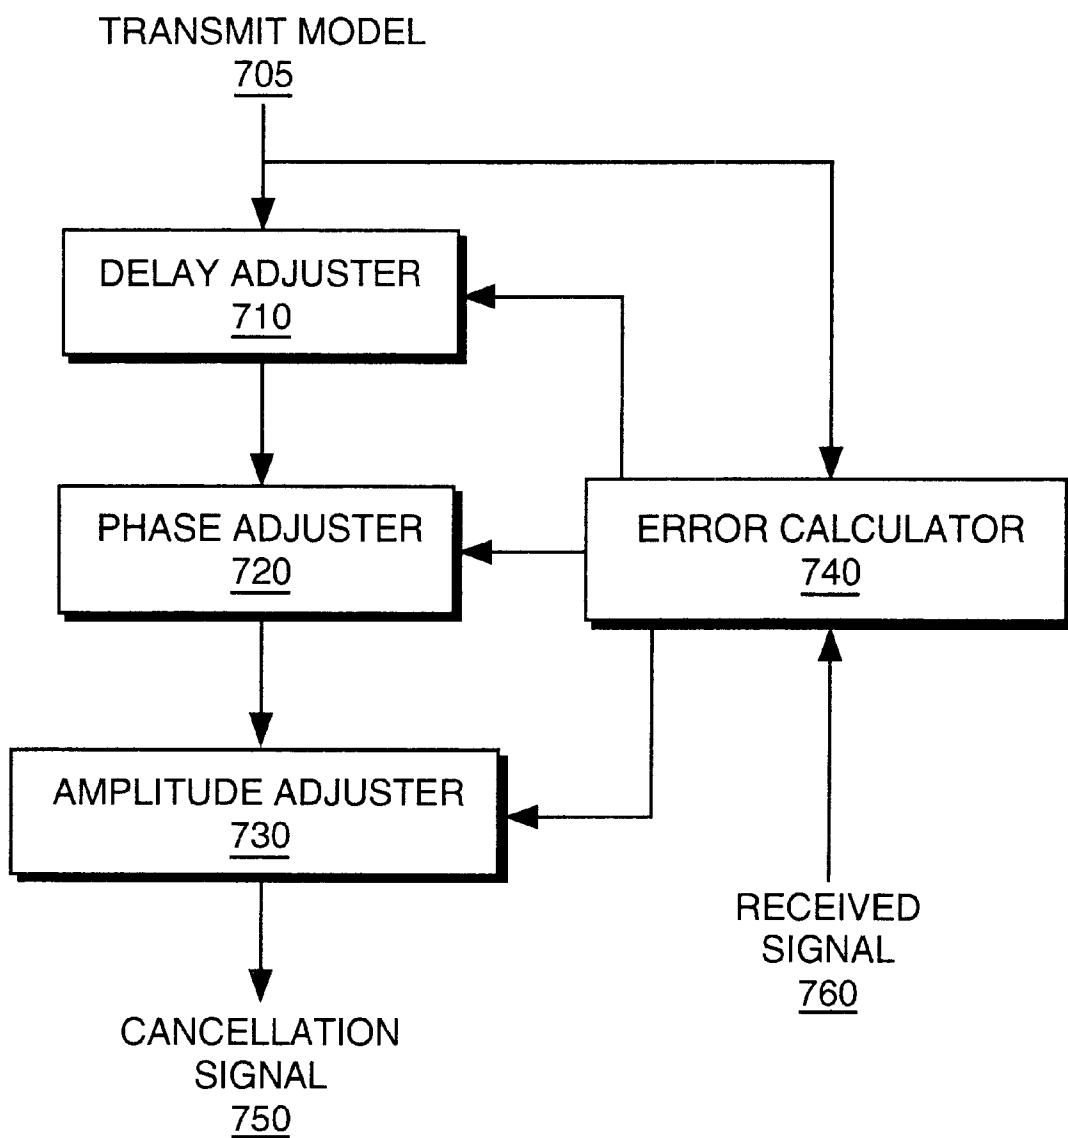 TRANSMIT MODEL
705
DELAY ADJUSTER
710
PHASE ADJUSTER
720
ERROR CALCULATOR
740
AMPLITUDE ADJUSTER
730
RECEIVED
SIGNAL
760
CANCELLATION
SIGNAL
750